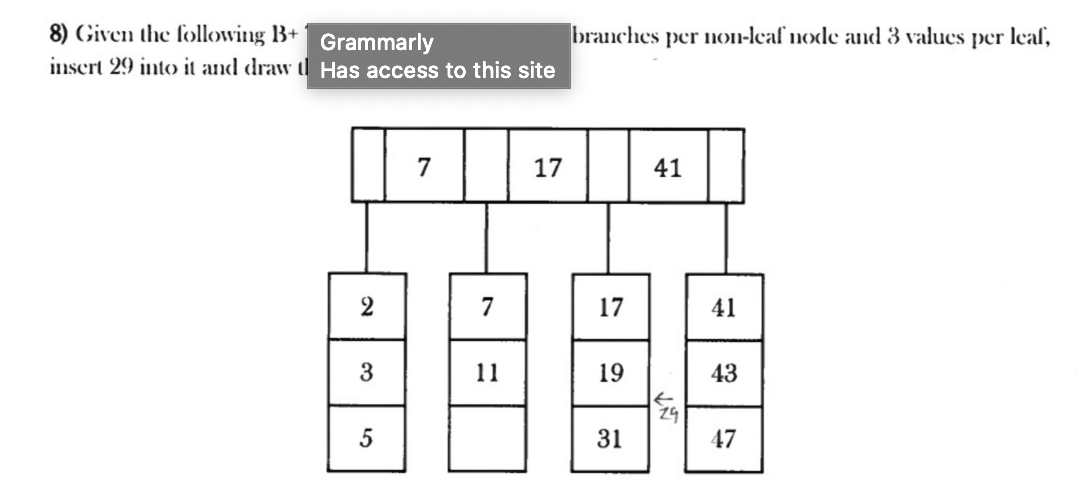 8) Given the following B+
branches per non-leaf node and 3 values per leaf,
insert 29 into it and draw
Grammarly
Has access to this site
7 17 41
2 7 17 41
3 11 19 43
← 29
5 31 47